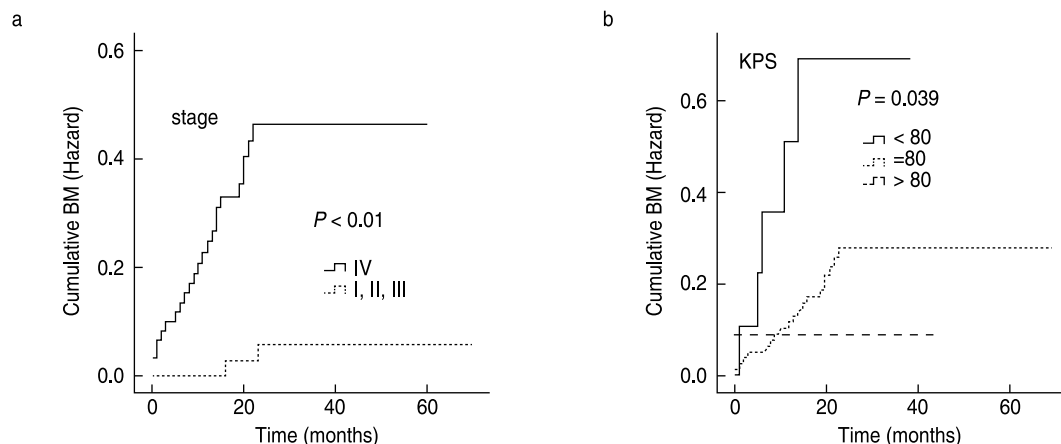 a
0.6
0.4
0.2
0.0
Cumulative BM (Hazard)
stage
P < 0.01
IV
I, II, III
0 20 40 60
Time (months)
b
0.6
0.4
0.2
0.0
Cumulative BM (Hazard)
KPS
P = 0.039
< 80
=80
> 80
0 20 40 60
Time (months)